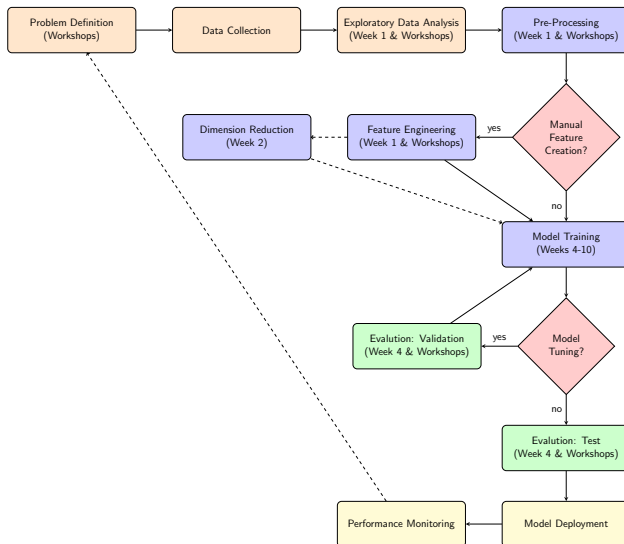 Problem Definition
(Workshops)
Data Collection
Exploratory Data Analysis
(Week 1 & Workshops)
Pre-Processing
(Week 1 & Workshops)
Dimension Reduction
(Week 2)
Feature Engineering
(Week 1 & Workshops)
yes
Manual
Feature
Creation?
no
Model Training
(Weeks 4-10)
Evalution: Validation
(Week 4 & Workshops)
yes
Model
Tuning?
no
Evalution: Test
(Week 4 & Workshops)
Performance Monitoring
Model Deployment